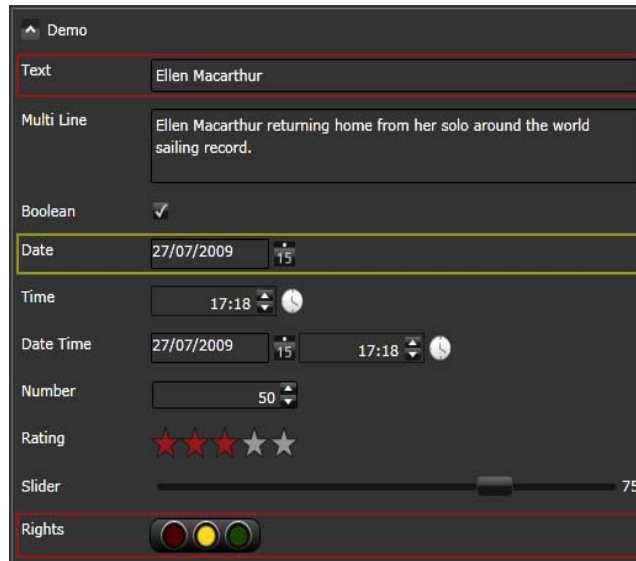 Demo
Text
Ellen Macarthur
Multi Line
Ellen Macarthur returning home from her solo around the world
sailing record.
Boolean
Date
27/07/2009
15
Time
17:18
Date Time
27/07/2009
15
17:18
Number
50
Rating
Slider
75
Rights